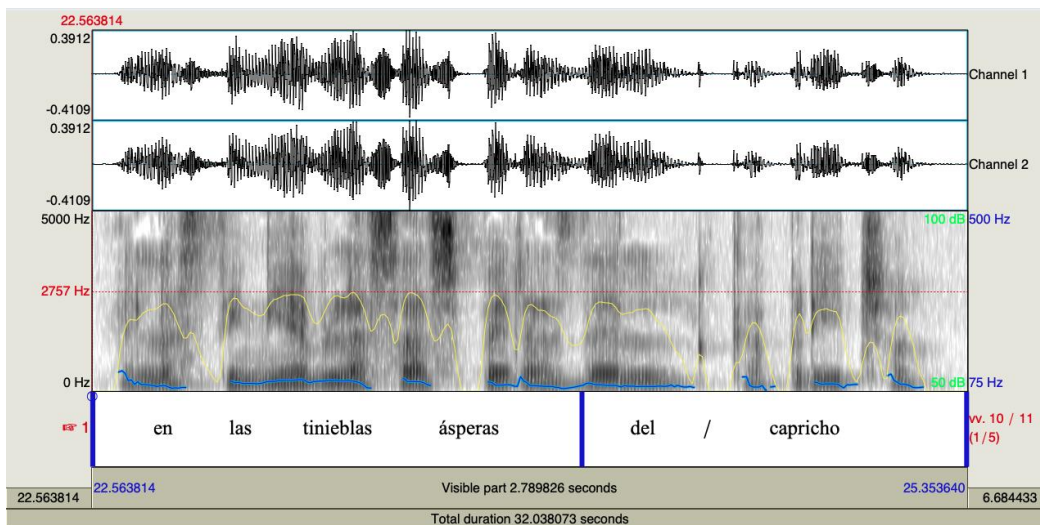 22.563814
0.3912
-0.4109
Channel 1
0.3912
-0.4109
Channel 2
5000 Hz
100 dB
500 Hz
2757 Hz
0 Hz
50 dB
75 Hz
☞ 1
en las tinieblas ásperas
del / capricho
vv. 10 / 11
(1/5)
22.563814
Visible part 2.789826 seconds
25.353640
22.563814
6.684433
Total duration 32.038073 seconds